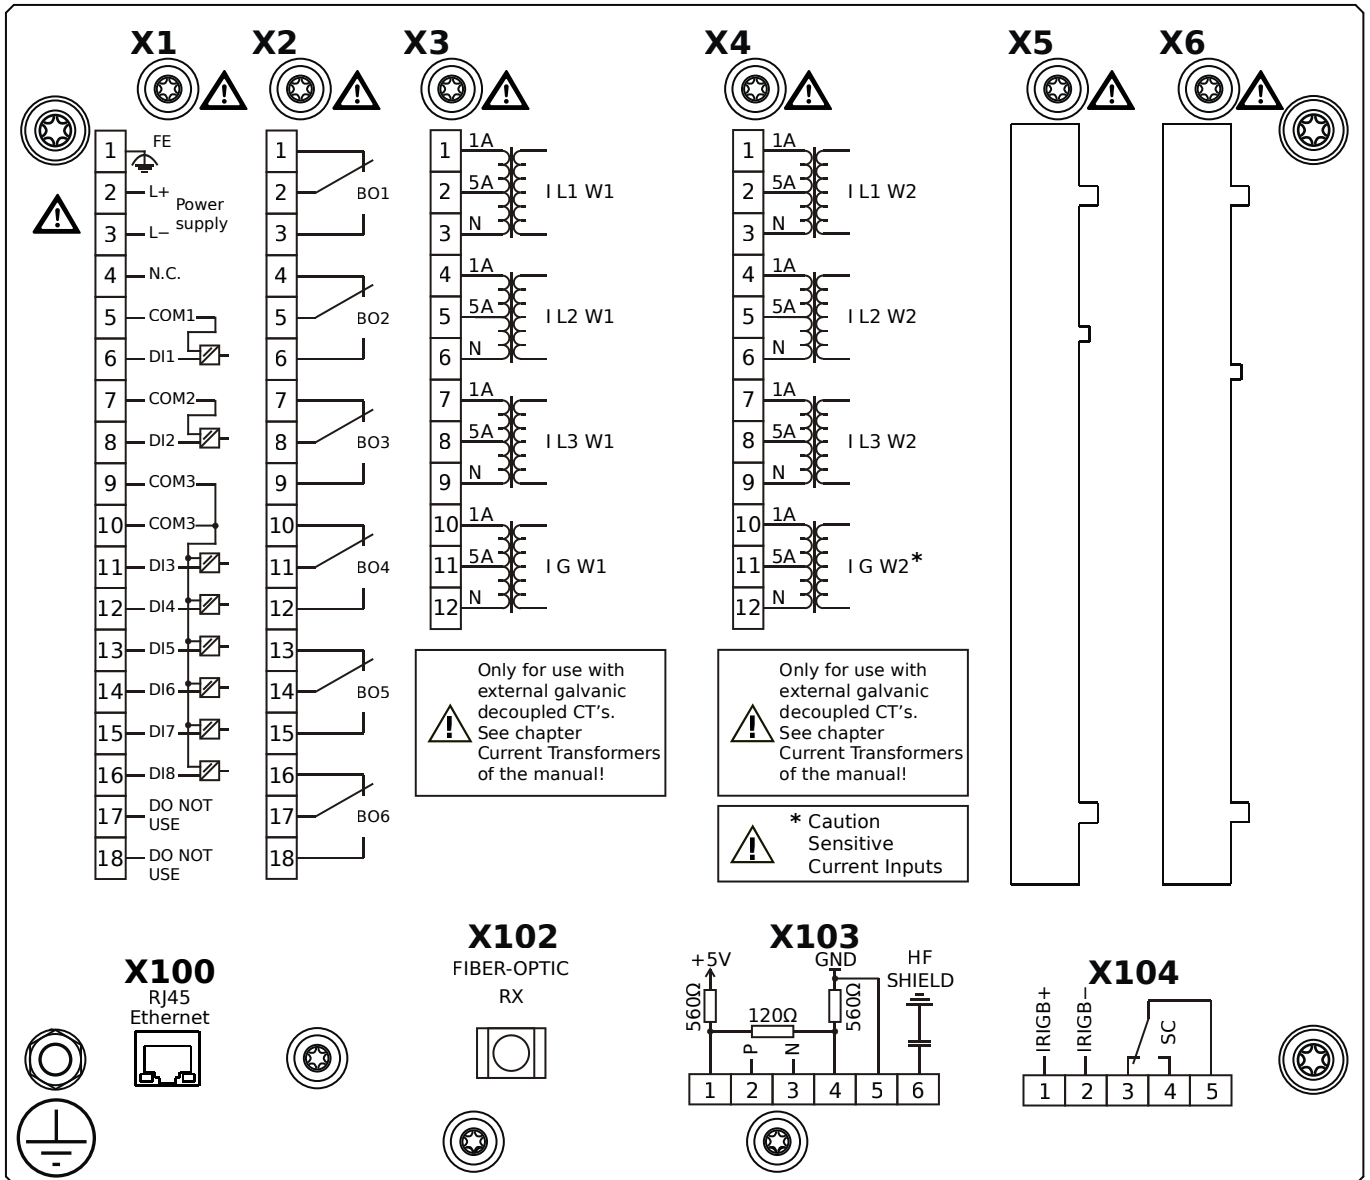 X1
X2
X3
X4
X5
X6
1
FE
2
L+
Power
supply
3
L−
4
N.C.
5
COM1
6
DI1
7
COM2
8
DI2
9
COM3
10
COM3
11
DI3
12
DI4
13
DI5
14
DI6
15
DI7
16
DI8
17
DO NOT
USE
18
DO NOT
USE
1
2
BO1
3
4
5
BO2
6
7
8
BO3
9
10
11
BO4
12
13
14
BO5
15
16
17
BO6
18
1
1A
2
5A
I L1 W1
3
N
4
1A
5
5A
I L2 W1
6
N
7
1A
8
5A
I L3 W1
9
N
10
1A
11
5A
I G W1
12
N
Only for use with
external galvanic
decoupled CT's.
See chapter
Current Transformers
of the manual!
1
1A
2
5A
I L1 W2
3
N
4
1A
5
5A
I L2 W2
6
N
7
1A
8
5A
I L3 W2
9
N
10
1A
11
5A
I G W2*
12
N
Only for use with
external galvanic
decoupled CT's.
See chapter
Current Transformers
of the manual!
* Caution
Sensitive
Current Inputs
X100
RJ45
Ethernet
X102
FIBER-OPTIC
RX
X103
+5V
GND
HF
SHIELD
560Ω
120Ω
560Ω
P
N
1 2 3 4 5 6
X104
IRIGB+
IRIGB−
SC
1 2 3 4 5